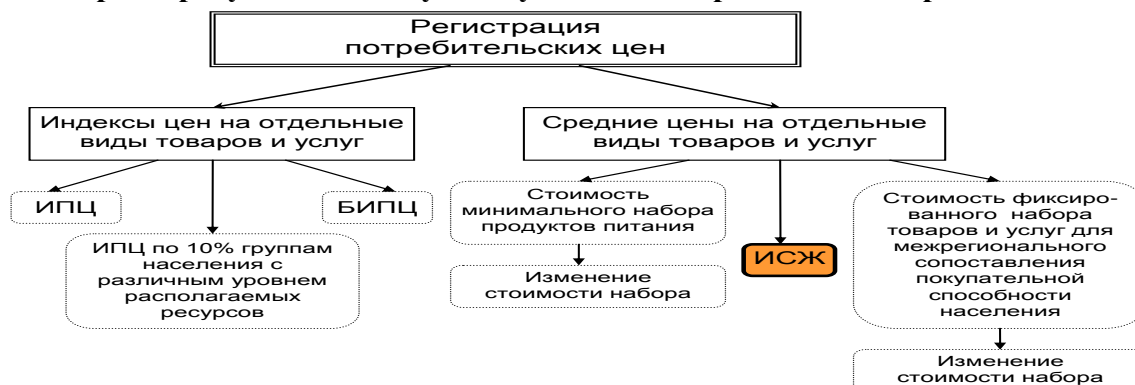 Регистрация
потребительских цен
Индексы цен на отдельные
виды товаров и услуг
Средние цены на отдельные
виды товаров и услуг
ИПЦ
БИПЦ
ИПЦ по 10% группам
населения с
различным уровнем
располагаемых
ресурсов
Стоимость
минимального набора
продуктов питания
Изменение
стоимости набора
ИСЖ
Стоимость фиксиро-
ванного набора
товаров и услуг для
межрегионального
сопоставления
покупательной
способности
населения
Изменение
стоимости набора